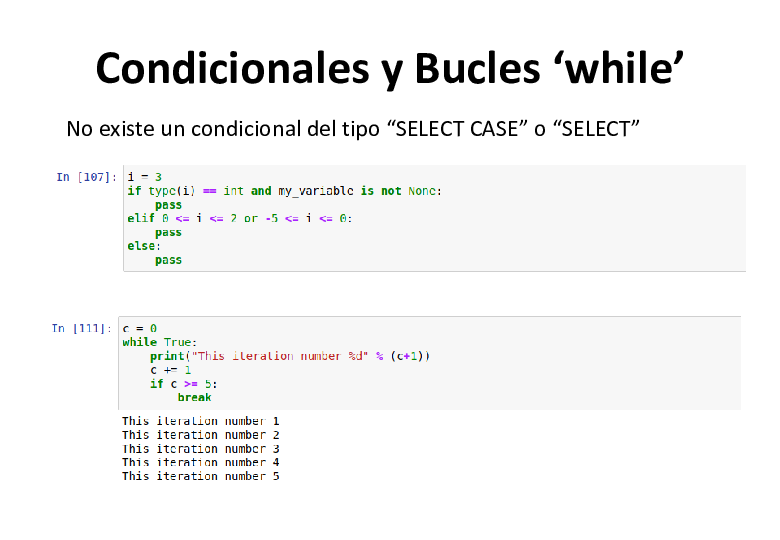 Condicionales y Bucles ‘while’
No existe un condicional del tipo “SELECT CASE” o “SELECT”
In [107]: i = 3
if type(i) == int and my_variable is not None:
    pass
elif 0 <= i <= 2 or -5 <= i <= 0:
    pass
else:
    pass
In [111]: c = 0
while True:
    print("This iteration number %d" % (c+1))
    c += 1
    if c >= 5:
        break
This iteration number 1
This iteration number 2
This iteration number 3
This iteration number 4
This iteration number 5